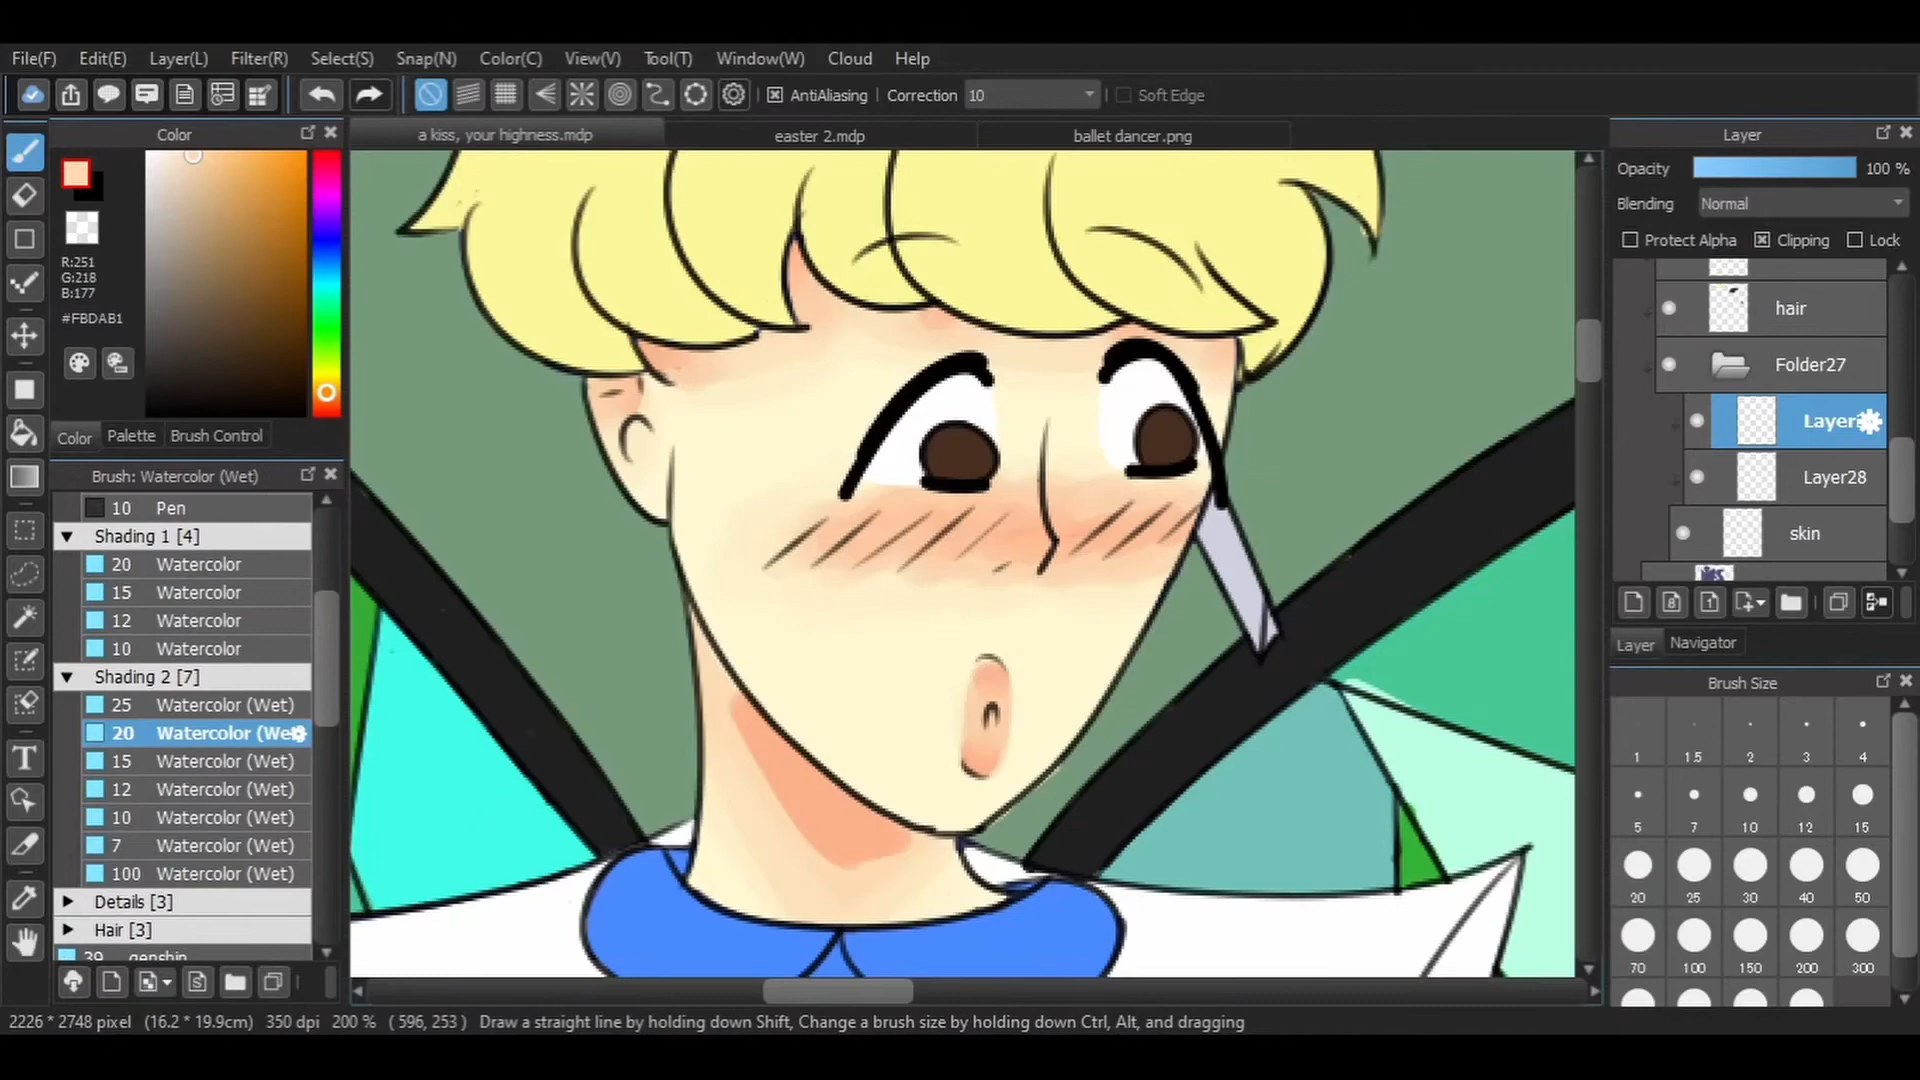 File(F) Edit(E) Layer(L) Filter(R) Select(S) Snap(N) Color(C) View(V) Tool(T) Window(W) Cloud Help
AntiAliasing Correction 10 Soft Edge
Color
a kiss, your highness.mdp easter 2.mdp ballet dancer.png
Layer
Opacity 100 %
Blending Normal
Protect Alpha Clipping Lock
R:251
G:218
B:177
#FBDAB1
hair
Folder27
Layer
Layer28
skin
Color Palette Brush Control
Brush: Watercolor (Wet)
10 Pen
Shading 1 [4]
20 Watercolor
15 Watercolor
12 Watercolor
10 Watercolor
Shading 2 [7]
25 Watercolor (Wet)
20 Watercolor (We
15 Watercolor (Wet)
12 Watercolor (Wet)
10 Watercolor (Wet)
7 Watercolor (Wet)
100 Watercolor (Wet)
Details [3]
Hair [3]
39 genshin
8 1
Layer Navigator
Brush Size
1 1.5 2 3 4
5 7 10 12 15
20 25 30 40 50
70 100 150 200 300
2226 * 2748 pixel (16.2 * 19.9cm) 350 dpi 200 % ( 596, 253 ) Draw a straight line by holding down Shift, Change a brush size by holding down Ctrl, Alt, and dragging